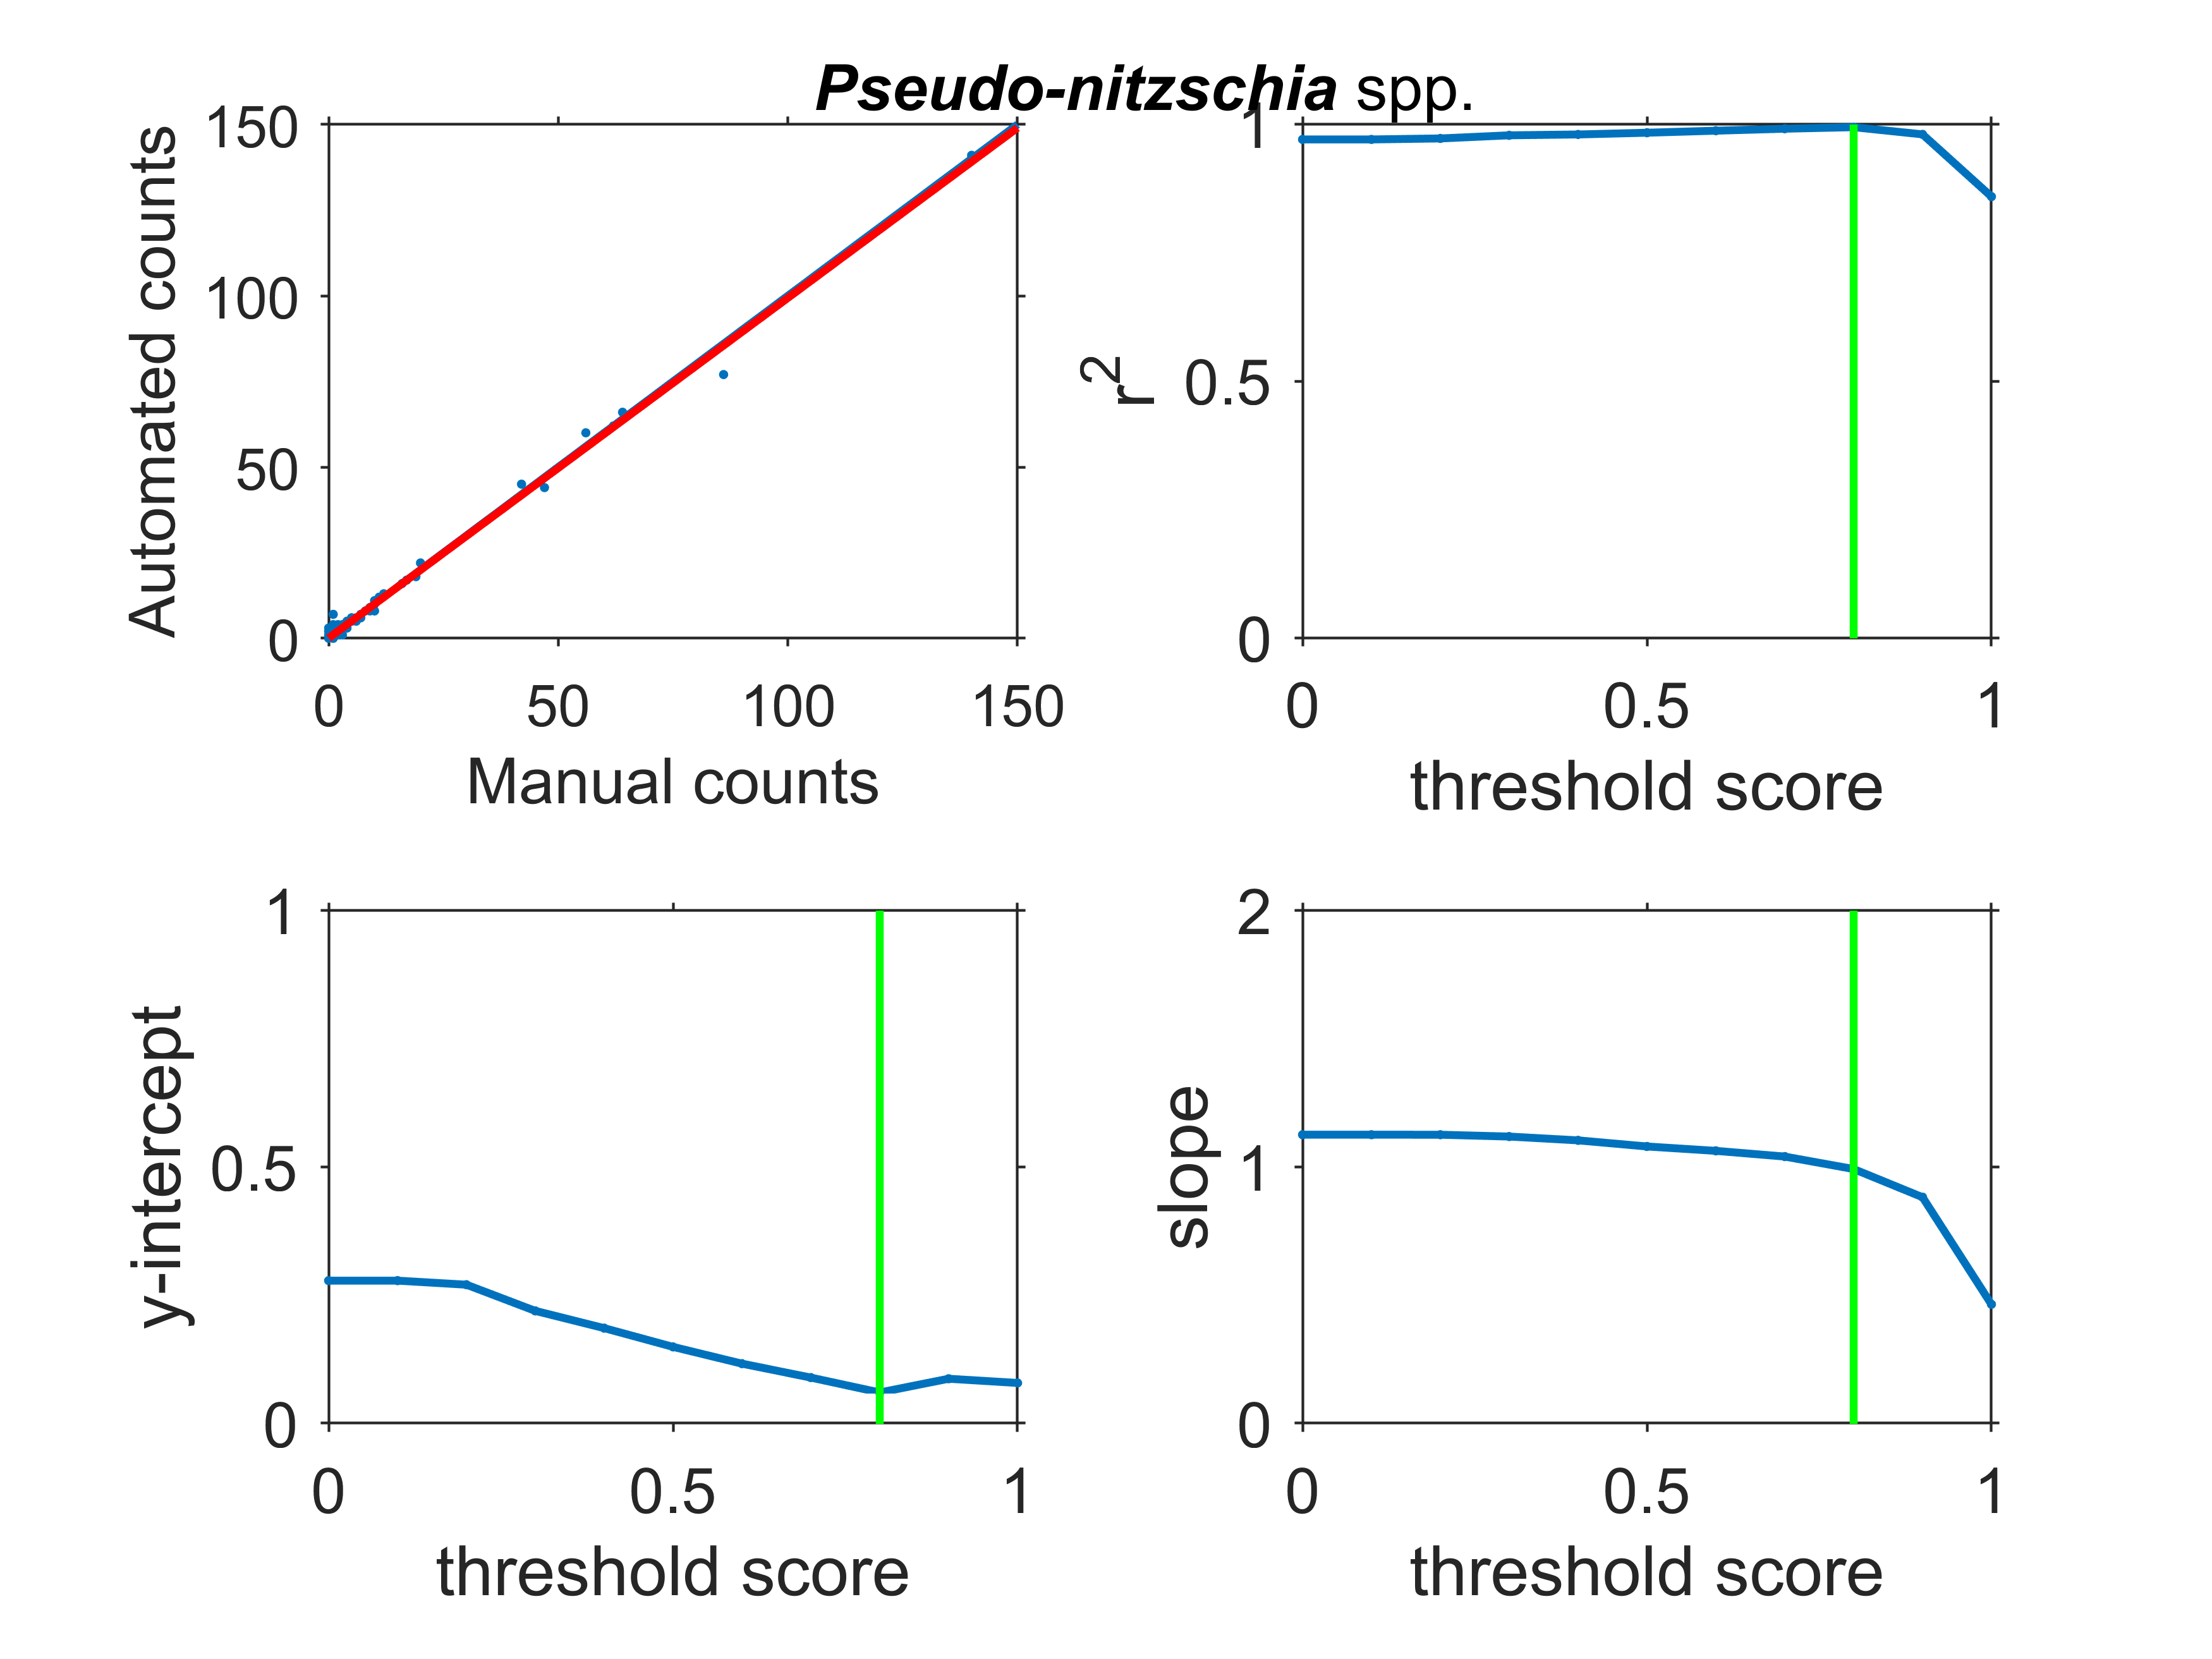 Pseudo-nitzschia spp.
150
100
50
0
Automated counts
0 50 100 150
Manual counts
1
0.5
0
r²
0 0.5 1
threshold score
1
0.5
0
y-intercept
0 0.5 1
threshold score
2
1
0
slope
0 0.5 1
threshold score